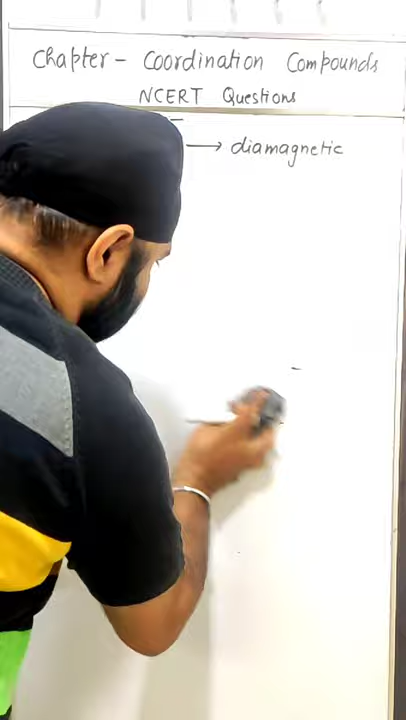 Chapter - Coordination Compounds
NCERT Questions
→ diamagnetic